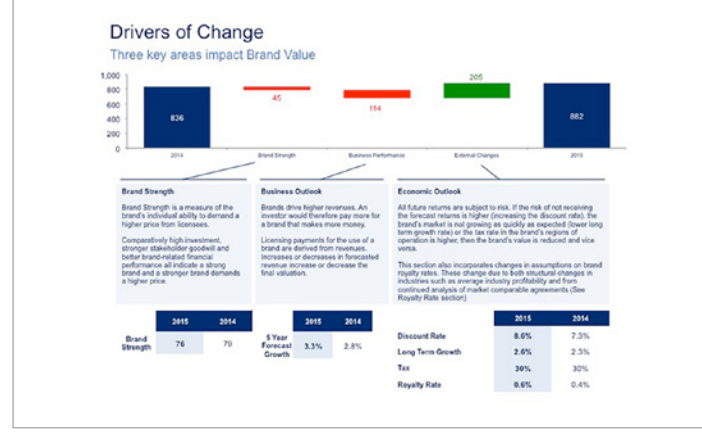 Drivers of Change
Three key areas impact Brand Value
1,000
800
600
400
200
0
836
45
114
205
882
2014
Brand Strength
Business Performance
External Changes
2015
Brand Strength
Brand Strength is a measure of the
brand's individual ability to demand a
higher price from licensees.
Comparatively high investment,
stronger stakeholder goodwill and
better brand-related financial
performance all indicate a strong
brand and a stronger brand demands
a higher price.
Business Outlook
Brands drive higher revenues. An
investor would therefore pay more for
a brand that makes more money.
Licensing payments for the use of a
brand are derived from revenues.
Increases or decreases in forecasted
revenue increase or decrease the
final valuation.
Economic Outlook
All future returns are subject to risk. If the risk of not receiving
the forecast returns is higher (increasing the discount rate), the
brand's market is not growing as quickly as expected (lower long
term growth rate) or the tax rate in the brand's regions of
operation is higher, then the brand's value is reduced and vice
versa.
This section also incorporates changes in assumptions on brand
royalty rates. These change due to both structural changes in
industries such as average industry profitability and from
continued analysis of market comparable agreements (See
Royalty Rate section)
2015 2014
Brand
Strength 76 79
2015 2014
5 Year
Forecast 3.3% 2.8%
Growth
2015 2014
Discount Rate 8.6% 7.3%
Long Term Growth 2.6% 2.3%
Tax 30% 30%
Royalty Rate 0.6% 0.4%